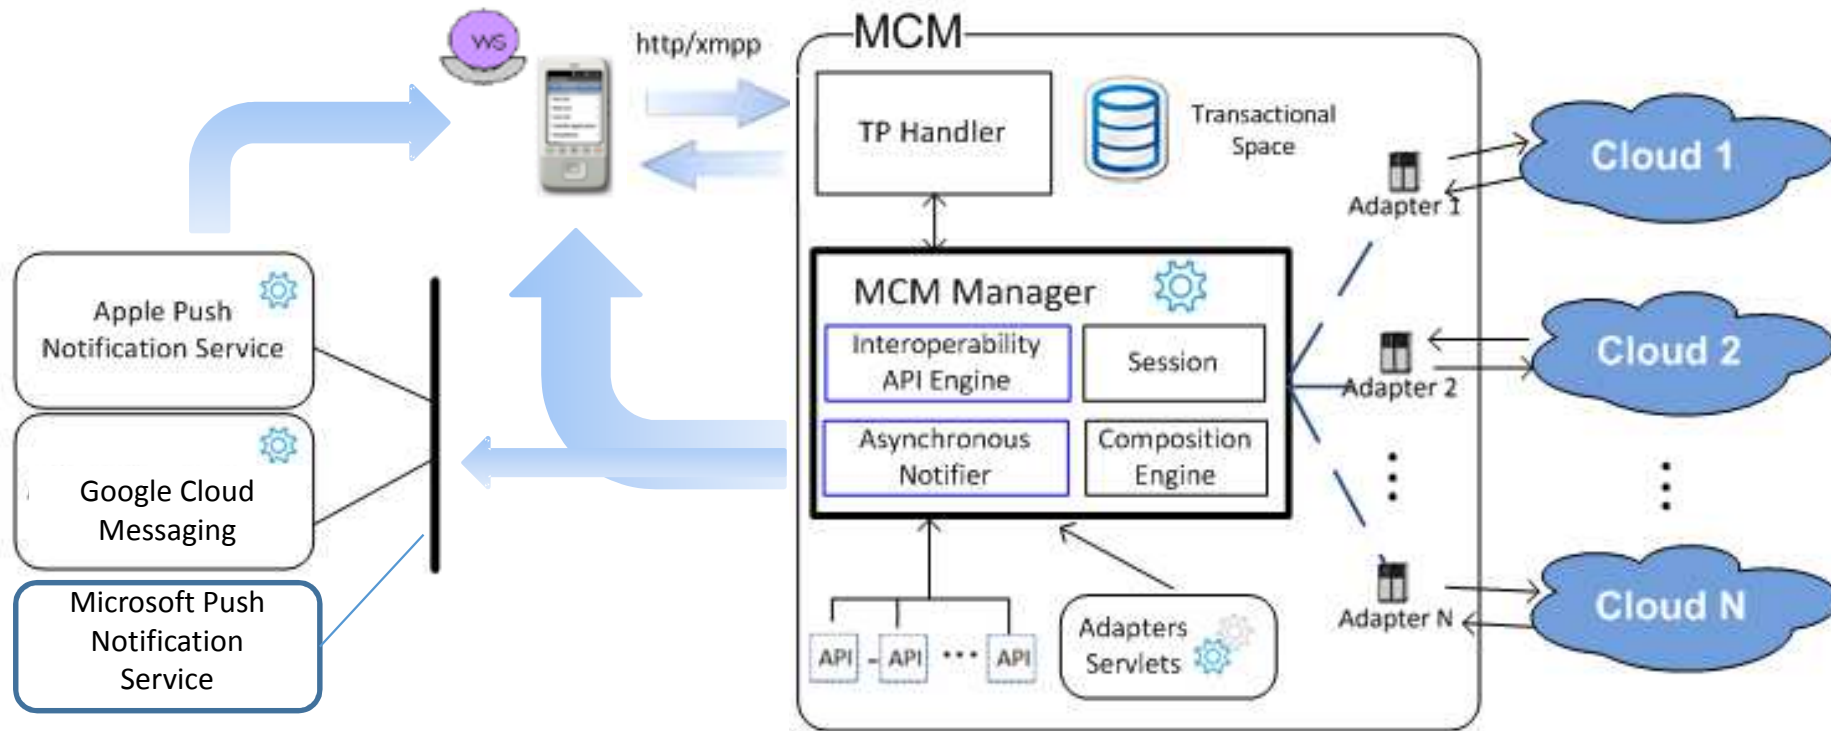 WS
http/xmpp
MCM
TP Handler
Transactional
Space
Adapter 1
Cloud 1
Apple Push
Notification Service
Google Cloud
Messaging
Microsoft Push
Notification
Service
MCM Manager
Interoperability
API Engine
Session
Asynchronous
Notifier
Composition
Engine
Adapter 2
Cloud 2
API - API ... API
Adapters
Servlets
Adapter N
Cloud N